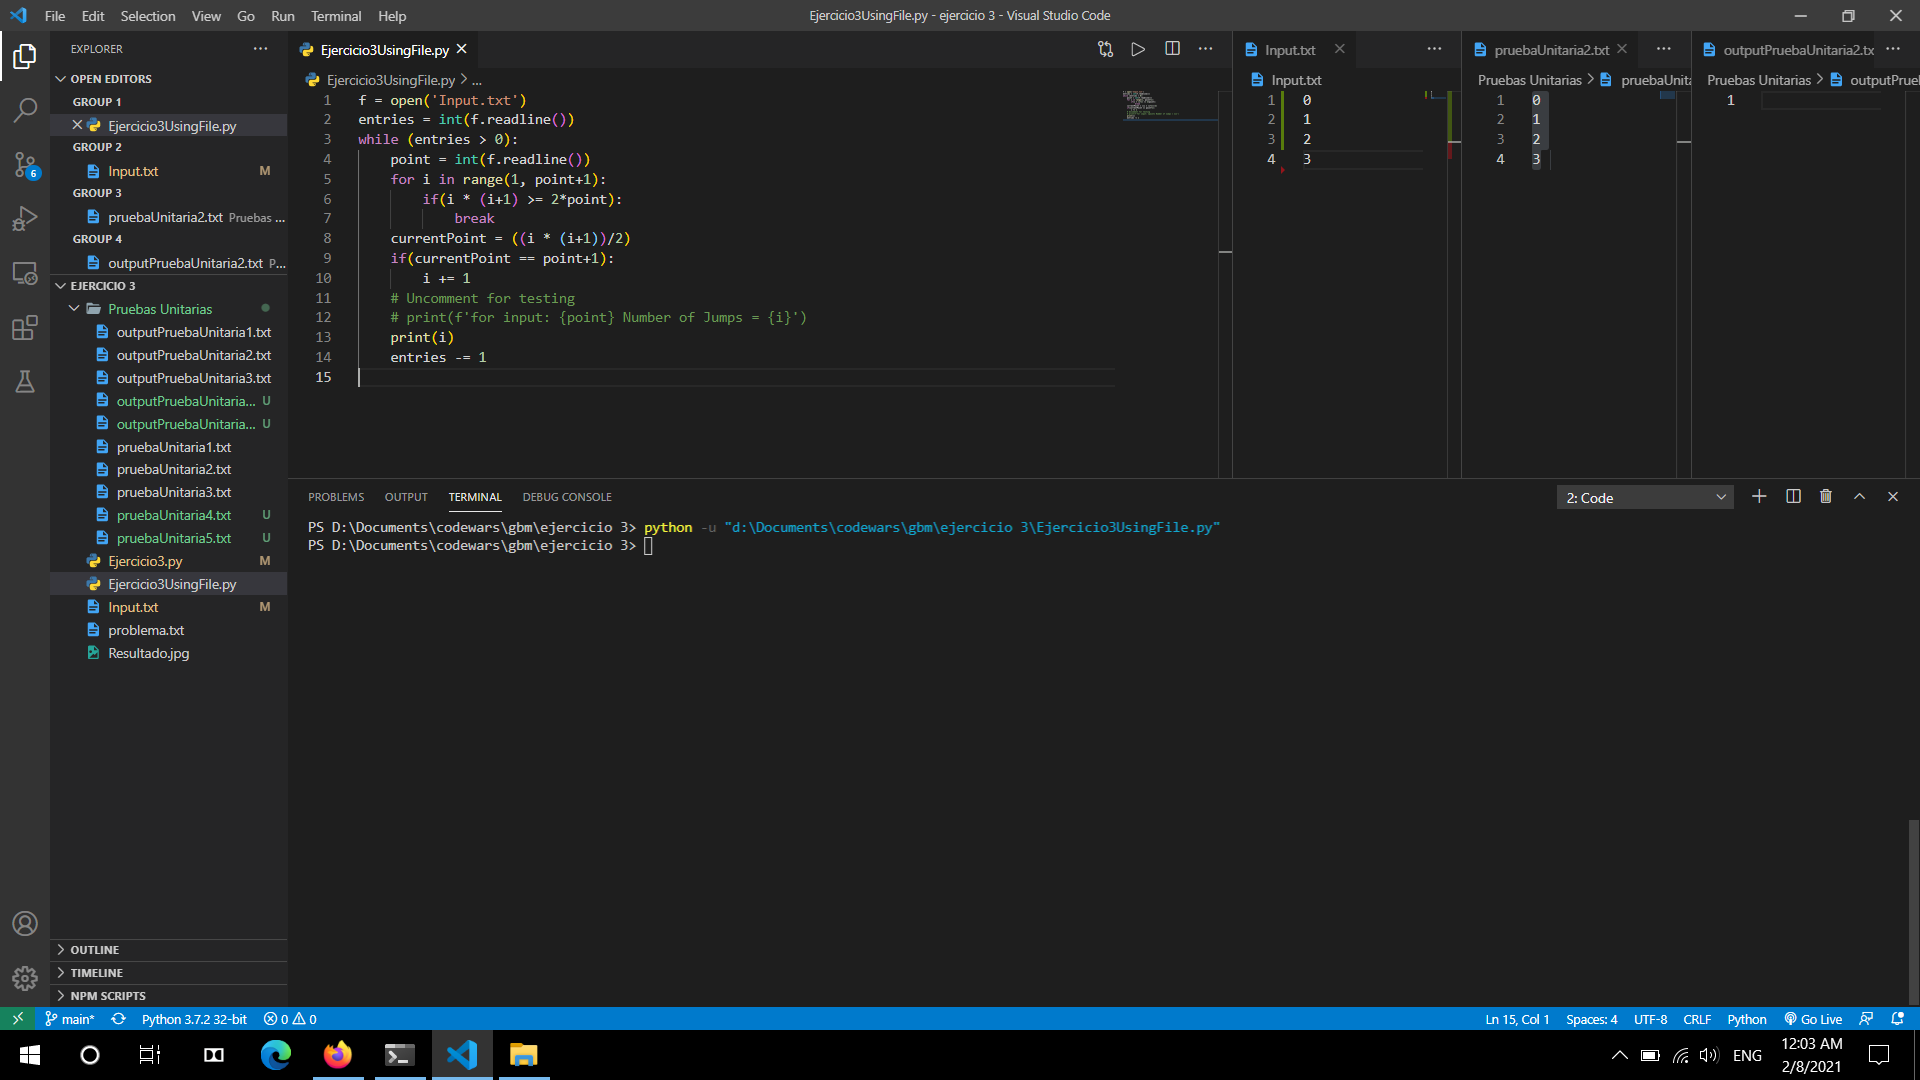 File Edit Selection View Go Run Terminal Help
Ejercicio3UsingFile.py - ejercicio 3 - Visual Studio Code
EXPLORER
OPEN EDITORS
GROUP 1
Ejercicio3UsingFile.py
GROUP 2
Input.txt M
GROUP 3
pruebaUnitaria2.txt Pruebas ...
GROUP 4
outputPruebaUnitaria2.txt P...
EJERCICIO 3
Pruebas Unitarias
outputPruebaUnitaria1.txt
outputPruebaUnitaria2.txt
outputPruebaUnitaria3.txt
outputPruebaUnitaria... U
outputPruebaUnitaria... U
pruebaUnitaria1.txt
pruebaUnitaria2.txt
pruebaUnitaria3.txt
pruebaUnitaria4.txt U
pruebaUnitaria5.txt U
Ejercicio3.py M
Ejercicio3UsingFile.py
Input.txt M
problema.txt
Resultado.jpg
OUTLINE
TIMELINE
NPM SCRIPTS
6
Ejercicio3UsingFile.py
Ejercicio3UsingFile.py > ...
1 f = open('Input.txt')
2 entries = int(f.readline())
3 while (entries > 0):
4 point = int(f.readline())
5 for i in range(1, point+1):
6 if(i * (i+1) >= 2*point):
7 break
8 currentPoint = ((i * (i+1))/2)
9 if(currentPoint == point+1):
10 i += 1
11 # Uncomment for testing
12 # print(f'for input: {point} Number of Jumps = {i}')
13 print(i)
14 entries -= 1
15
Input.txt
Input.txt
1 0
2 1
3 2
4 3
pruebaUnitaria2.txt
Pruebas Unitarias > pruebaUnita
1 0
2 1
3 2
4 3
outputPruebaUnitaria2.tx
Pruebas Unitarias > outputPrue
1
PROBLEMS OUTPUT TERMINAL DEBUG CONSOLE
2: Code
PS D:\Documents\codewars\gbm\ejercicio 3> python -u "d:\Documents\codewars\gbm\ejercicio 3\Ejercicio3UsingFile.py"
PS D:\Documents\codewars\gbm\ejercicio 3>
main* Python 3.7.2 32-bit 0 0
Ln 15, Col 1 Spaces: 4 UTF-8 CRLF Python Go Live
ENG
12:03 AM
2/8/2021